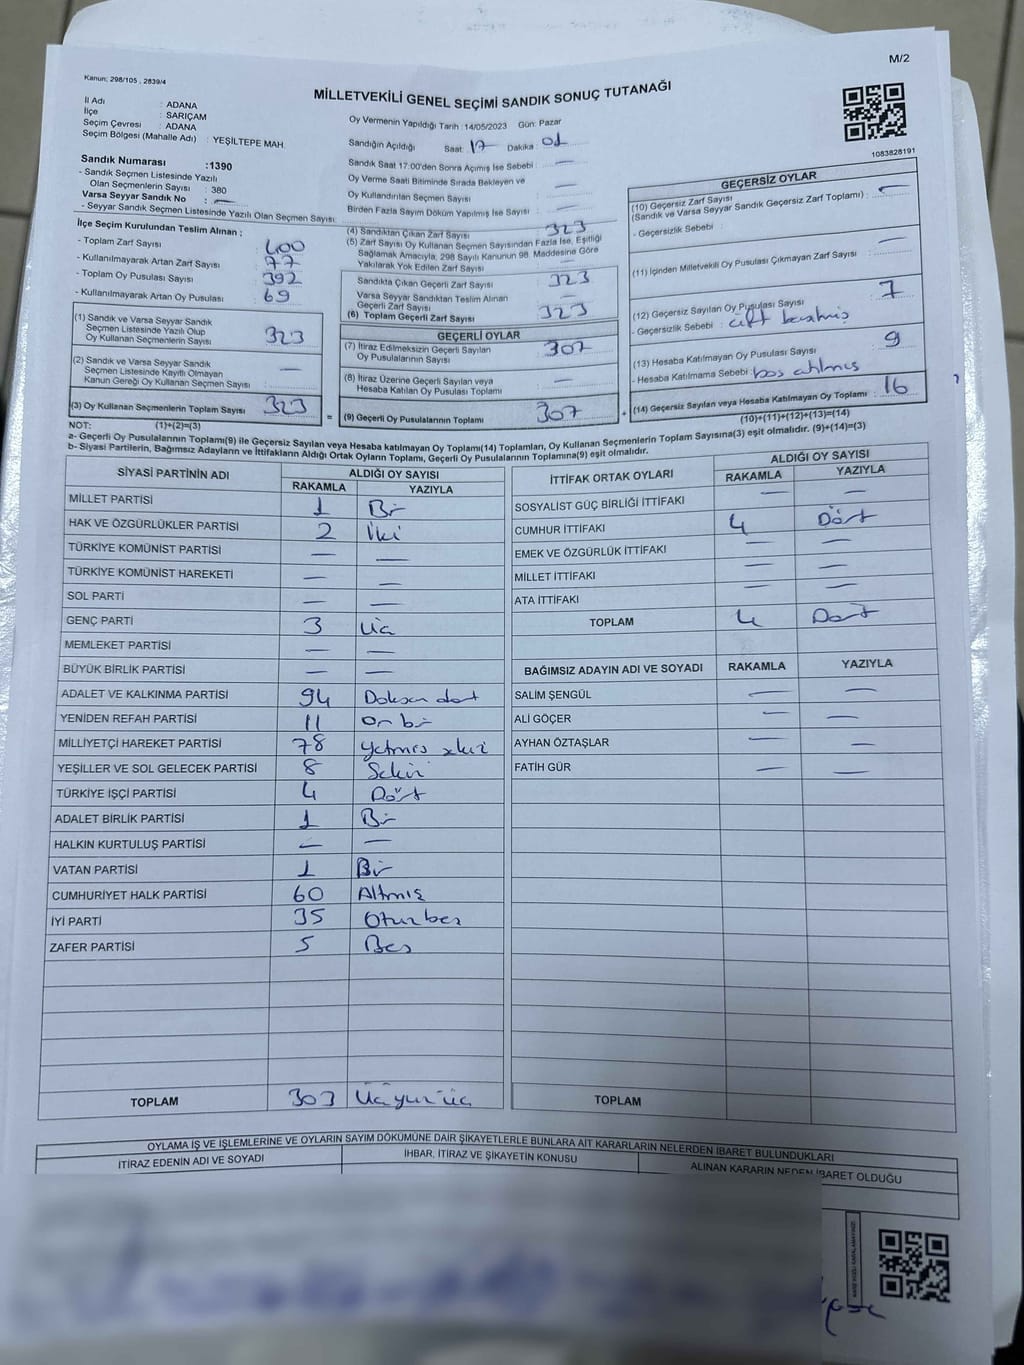 M/2
Kanun: 298/105 , 2839/4
MİLLETVEKİLİ GENEL SEÇİMİ SANDIK SONUÇ TUTANAĞI
İl Adı : ADANA
İlçe : SARIÇAM
Seçim Çevresi : ADANA
Seçim Bölgesi (Mahalle Adı) : YEŞİLTEPE MAH.
Sandık Numarası :1390
- Sandık Seçmen Listesinde Yazılı
Olan Seçmenlerin Sayısı : 380
Varsa Seyyar Sandık No : —
- Seyyar Sandık Seçmen Listesinde Yazılı Olan Seçmen Sayısı
Oy Vermenin Yapıldığı Tarih :14/05/2023 Gün: Pazar
Sandığın Açıldığı Saat 17 Dakika 01
Sandık Saat 17:00'den Sonra Açımış İse Sebebi : —
Oy Verme Saati Bitiminde Sırada Bekleyen ve
Oy Kullandırılan Seçmen Sayısı : —
Birden Fazla Sayım Döküm Yapılmış İse Sayısı : —
1083828191
İlçe Seçim Kurulundan Teslim Alınan ;
- Toplam Zarf Sayısı : 400
- Kullanılmayarak Artan Zarf Sayısı : 77
- Toplam Oy Pusulası Sayısı : 392
- Kullanılmayarak Artan Oy Pusulası : 69
(1) Sandık ve Varsa Seyyar Sandık
Seçmen Listesinde Yazılı Olup
Oy Kullanan Seçmenlerin Sayısı : 323
(2) Sandık ve Varsa Seyyar Sandık
Seçmen Listesinde Kayıtlı Olmayan
Kanun Gereği Oy Kullanan Seçmen Sayısı : —
(3) Oy Kullanan Seçmenlerin Toplam Sayısı : 323
(4) Sandıktan Çıkan Zarf Sayısı : 323
(5) Zarf Sayısı Oy Kullanan Seçmen Sayısından Fazla İse, Eşitliği
Sağlamak Amacıyla, 298 Sayılı Kanunun 98. Maddesine Göre
Yakılarak Yok Edilen Zarf Sayısı : —
Sandıkta Çıkan Geçerli Zarf Sayısı : 323
Varsa Seyyar Sandıktan Teslim Alınan
Geçerli Zarf Sayısı : —
(6) Toplam Geçerli Zarf Sayısı : 323
GEÇERLİ OYLAR
(7) İtiraz Edilmeksizin Geçerli Sayılan
Oy Pusulalarının Sayısı : 307
(8) İtiraz Üzerine Geçerli Sayılan veya
Hesaba Katılan Oy Pusulası Toplamı : —
= (9) Geçerli Oy Pusulalarının Toplamı : 307
GEÇERSİZ OYLAR
(10) Geçersiz Zarf Sayısı
(Sandık ve Varsa Seyyar Sandık Geçersiz Zarf Toplamı) : —
- Geçersizlik Sebebi :
(11) İçinden Milletvekili Oy Pusulası Çıkmayan Zarf Sayısı : —
(12) Geçersiz Sayılan Oy Pusulası Sayısı : 7
- Geçersizlik Sebebi : çift basılmış
(13) Hesaba Katılmayan Oy Pusulası Sayısı : 9
- Hesaba Katılmama Sebebi : boş atılmış
+ (14) Geçersiz Sayılan veya Hesaba Katılmayan Oy Toplamı : 16
NOT: (1)+(2)=(3)
(10)+(11)+(12)+(13)=(14)
a- Geçerli Oy Pusulalarının Toplamı(9) ile Geçersiz Sayılan veya Hesaba katılmayan Oy Toplamı(14) Toplamları, Oy Kullanan Seçmenlerin Toplam Sayısına(3) eşit olmalıdır. (9)+(14)=(3)
b- Siyasi Partilerin, Bağımsız Adayların ve İttifakların Aldığı Ortak Oyların Toplamı, Geçerli Oy Pusulalarının Toplamına(9) eşit olmalıdır.
SİYASİ PARTİNİN ADI ALDIĞI OY SAYISI
RAKAMLA YAZIYLA
MİLLET PARTİSİ 1 Bir
HAK VE ÖZGÜRLÜKLER PARTİSİ 2 İki
TÜRKİYE KOMÜNİST PARTİSİ — —
TÜRKİYE KOMÜNİST HAREKETİ — —
SOL PARTİ — —
GENÇ PARTİ 3 Üç
MEMLEKET PARTİSİ — —
BÜYÜK BİRLİK PARTİSİ — —
ADALET VE KALKINMA PARTİSİ 94 Doksan dört
YENİDEN REFAH PARTİSİ 11 On bir
MİLLİYETÇİ HAREKET PARTİSİ 78 yetmiş sekiz
YEŞİLLER VE SOL GELECEK PARTİSİ 8 Sekiz
TÜRKİYE İŞÇİ PARTİSİ 4 Dört
ADALET BİRLİK PARTİSİ 1 Bir
HALKIN KURTULUŞ PARTİSİ — —
VATAN PARTİSİ 1 Bir
CUMHURİYET HALK PARTİSİ 60 Altmış
İYİ PARTİ 35 Otuz beş
ZAFER PARTİSİ 5 Beş
TOPLAM 303 Üç yüz üç
İTTİFAK ORTAK OYLARI ALDIĞI OY SAYISI
RAKAMLA YAZIYLA
SOSYALİST GÜÇ BİRLİĞİ İTTİFAKI — —
CUMHUR İTTİFAKI 4 Dört
EMEK VE ÖZGÜRLÜK İTTİFAKI — —
MİLLET İTTİFAKI — —
ATA İTTİFAKI — —
TOPLAM 4 Dört
BAĞIMSIZ ADAYIN ADI VE SOYADI RAKAMLA YAZIYLA
SALİM ŞENGÜL — —
ALİ GÖÇER — —
AYHAN ÖZTAŞLAR — —
FATİH GÜR — —
TOPLAM
OYLAMA İŞ VE İŞLEMLERİNE VE OYLARIN SAYIM DÖKÜMÜNE DAİR ŞİKAYETLERLE BUNLARA AİT KARARLARIN NELERDEN İBARET BULUNDUKLARI
İTİRAZ EDENİN ADI VE SOYADI İHBAR, İTİRAZ VE ŞİKAYETİN KONUSU ALINAN KARARIN NEDEN İBARET OLDUĞU